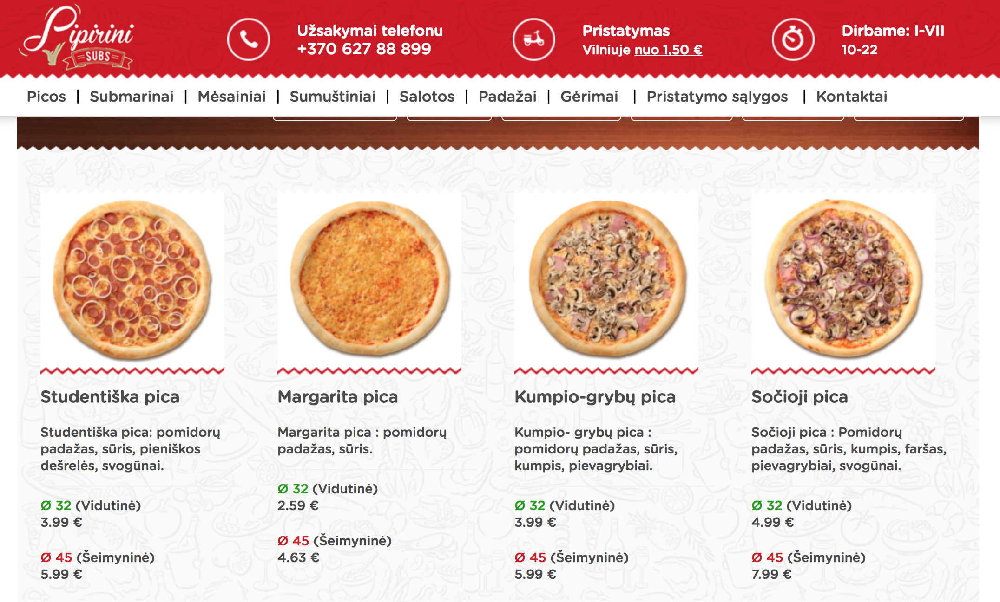 Pipirini
SUBS
Užsakymai telefonu
+370 627 88 899
Pristatymas
Vilniuje nuo 1,50 €
Dirbame: I-VII
10-22
Picos | Submarinai | Mėsainiai | Sumuštiniai | Salotos | Padažai | Gėrimai | Pristatymo sąlygos | Kontaktai
Studentiška pica
Studentiška pica: pomidorų
padažas, sūris, pieniškos
dešrelės, svogūnai.
Ø 32 (Vidutinė)
3.99 €
Ø 45 (Šeimyninė)
5.99 €
Margarita pica
Margarita pica : pomidorų
padažas, sūris.
Ø 32 (Vidutinė)
2.59 €
Ø 45 (Šeimyninė)
4.63 €
Kumpio-grybų pica
Kumpio- grybų pica :
pomidorų padažas, sūris,
kumpis, pievagrybiai.
Ø 32 (Vidutinė)
3.99 €
Ø 45 (Šeimyninė)
5.99 €
Sočioji pica
Sočioji pica : Pomidorų
padažas, sūris, kumpis, faršas,
pievagrybiai, svogūnai.
Ø 32 (Vidutinė)
4.99 €
Ø 45 (Šeimyninė)
7.99 €